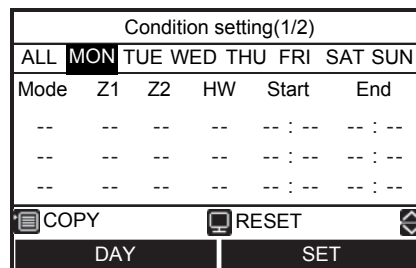 Condition setting(1/2)
ALL MON TUE WED THU FRI SAT SUN
Mode Z1 Z2 HW Start End
-- -- -- -- -- : -- -- : --
-- -- -- -- -- : -- -- : --
-- -- -- -- -- : -- -- : --
COPY RESET
DAY SET